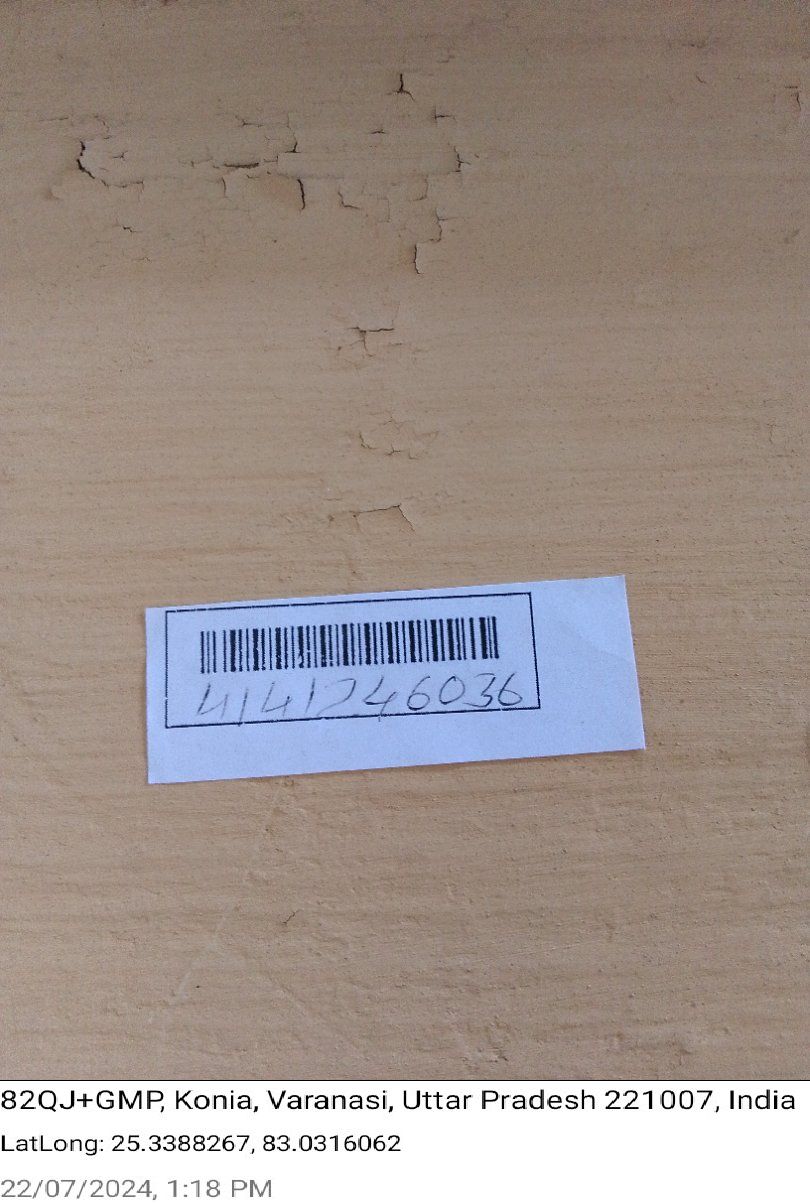 4141246036
82QJ+GMP, Konia, Varanasi, Uttar Pradesh 221007, India
LatLong: 25.3388267, 83.0316062
22/07/2024, 1:18 PM